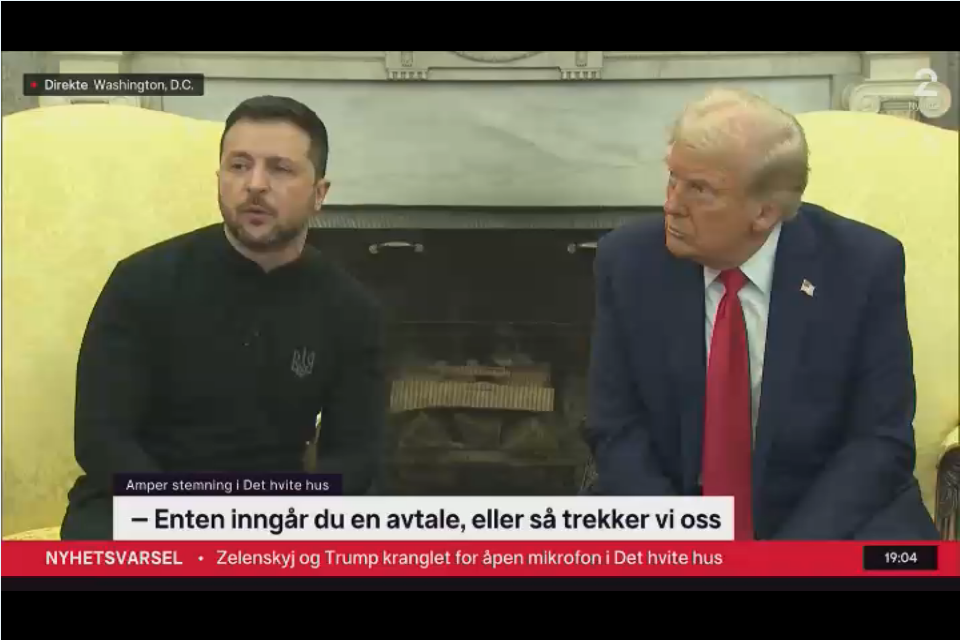 Direkte Washington, D.C.
2
Amper stemning i Det hvite hus
– Enten inngår du en avtale, eller så trekker vi oss
NYHETSVARSEL • Zelenskyj og Trump kranglet for åpen mikrofon i Det hvite hus
19:04